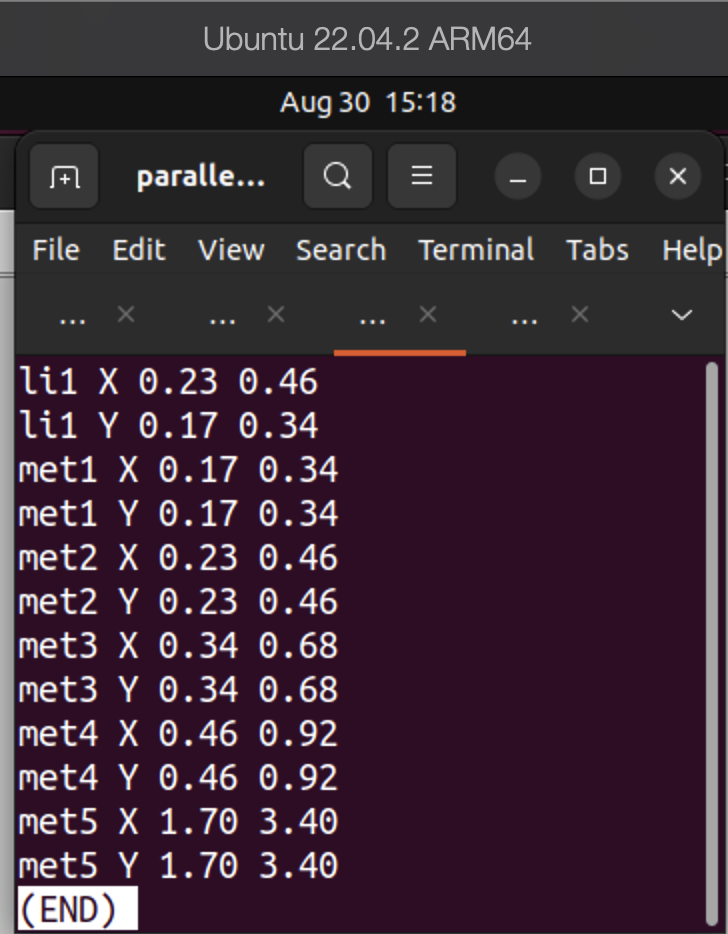 Ubuntu 22.04.2 ARM64
Aug 30 15:18
paralle...
File Edit View Search Terminal Tabs Help
... ... ... ...
li1 X 0.23 0.46
li1 Y 0.17 0.34
met1 X 0.17 0.34
met1 Y 0.17 0.34
met2 X 0.23 0.46
met2 Y 0.23 0.46
met3 X 0.34 0.68
met3 Y 0.34 0.68
met4 X 0.46 0.92
met4 Y 0.46 0.92
met5 X 1.70 3.40
met5 Y 1.70 3.40
(END)